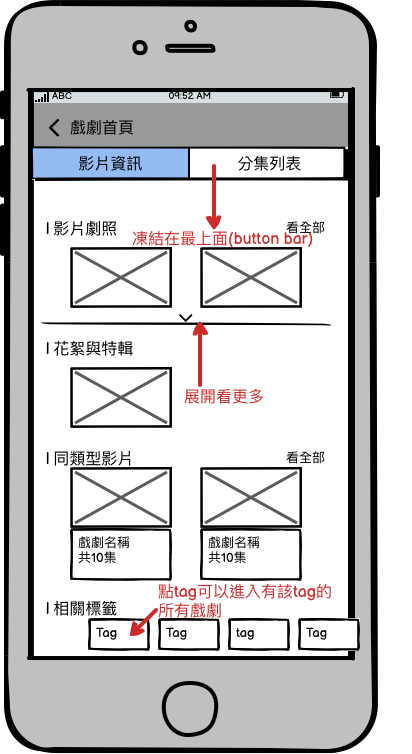 ABC 09:52 AM
戲劇首頁
影片資訊 分集列表
影片劇照 看全部
凍結在最上面(button bar)
花絮與特輯
展開看更多
同類型影片 看全部
戲劇名稱 戲劇名稱
共10集 共10集
點tag可以進入有該tag的
所有戲劇
相關標籤
Tag Tag tag Tag